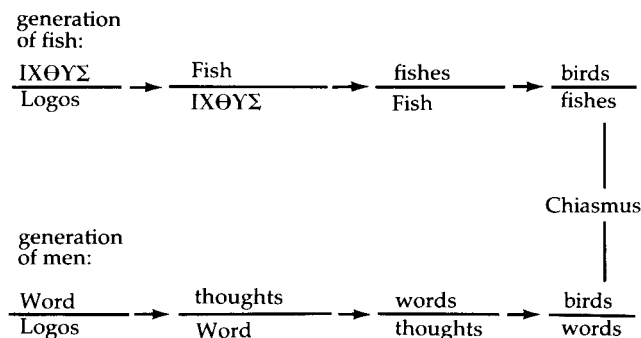 generation
of fish:
ΙΧΘΥΣ Fish fishes birds
Logos ΙΧΘΥΣ Fish fishes
Chiasmus
generation
of men:
Word thoughts words birds
Logos Word thoughts words